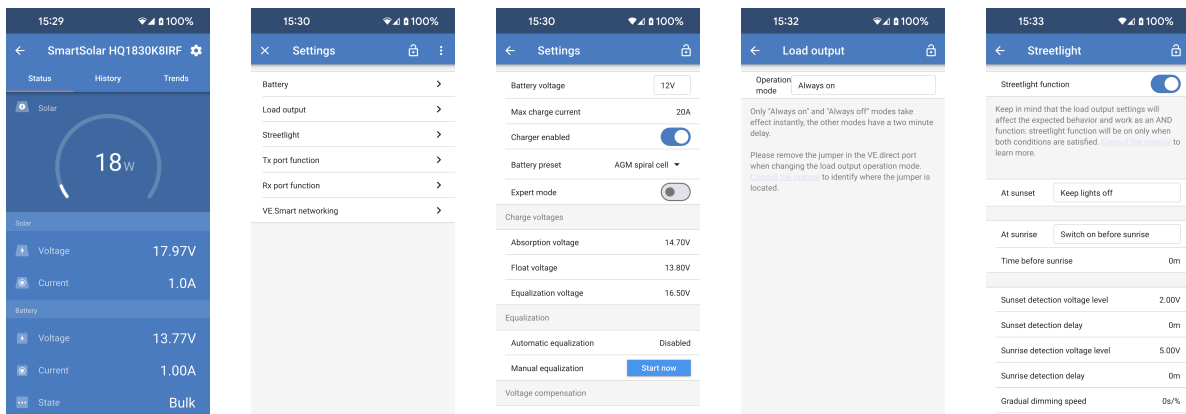 15:29
100%
SmartSolar HQ1830K8IRF
Status History Trends
Solar
18W
Solar
Voltage 17.97V
Current 1.0A
Battery
Voltage 13.77V
Current 1.00A
State Bulk
15:30
100%
Settings
Battery
Load output
Streetlight
Tx port function
Rx port function
VE.Smart networking
15:30
100%
Settings
Battery voltage 12V
Max charge current 20A
Charger enabled
Battery preset AGM spiral cell
Expert mode
Charge voltages
Absorption voltage 14.70V
Float voltage 13.80V
Equalization voltage 16.50V
Equalization
Automatic equalization Disabled
Manual equalization Start now
Voltage compensation
15:32
100%
Load output
Operation
mode Always on
Only "Always on" and "Always off" modes take
effect instantly, the other modes have a two minute
delay.
Please remove the jumper in the VE.direct port
when changing the load output operation mode.
Consult the manual to identify where the jumper is
located.
15:33
100%
Streetlight
Streetlight function
Keep in mind that the load output settings will
affect the expected behavior and work as an AND
function: streetlight function will be on only when
both conditions are satisfied. Consult the manual to
learn more.
At sunset Keep lights off
At sunrise Switch on before sunrise
Time before sunrise 0m
Sunset detection voltage level 2.00V
Sunset detection delay 0m
Sunrise detection voltage level 5.00V
Sunrise detection delay 0m
Gradual dimming speed 0s/%